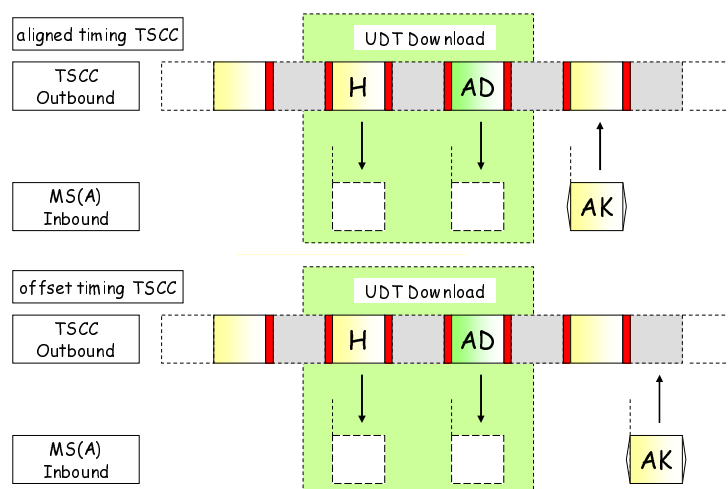 aligned timing TSCC
UDT Download
TSCC
Outbound
H
AD
MS(A)
Inbound
AK
offset timing TSCC
UDT Download
TSCC
Outbound
H
AD
MS(A)
Inbound
AK